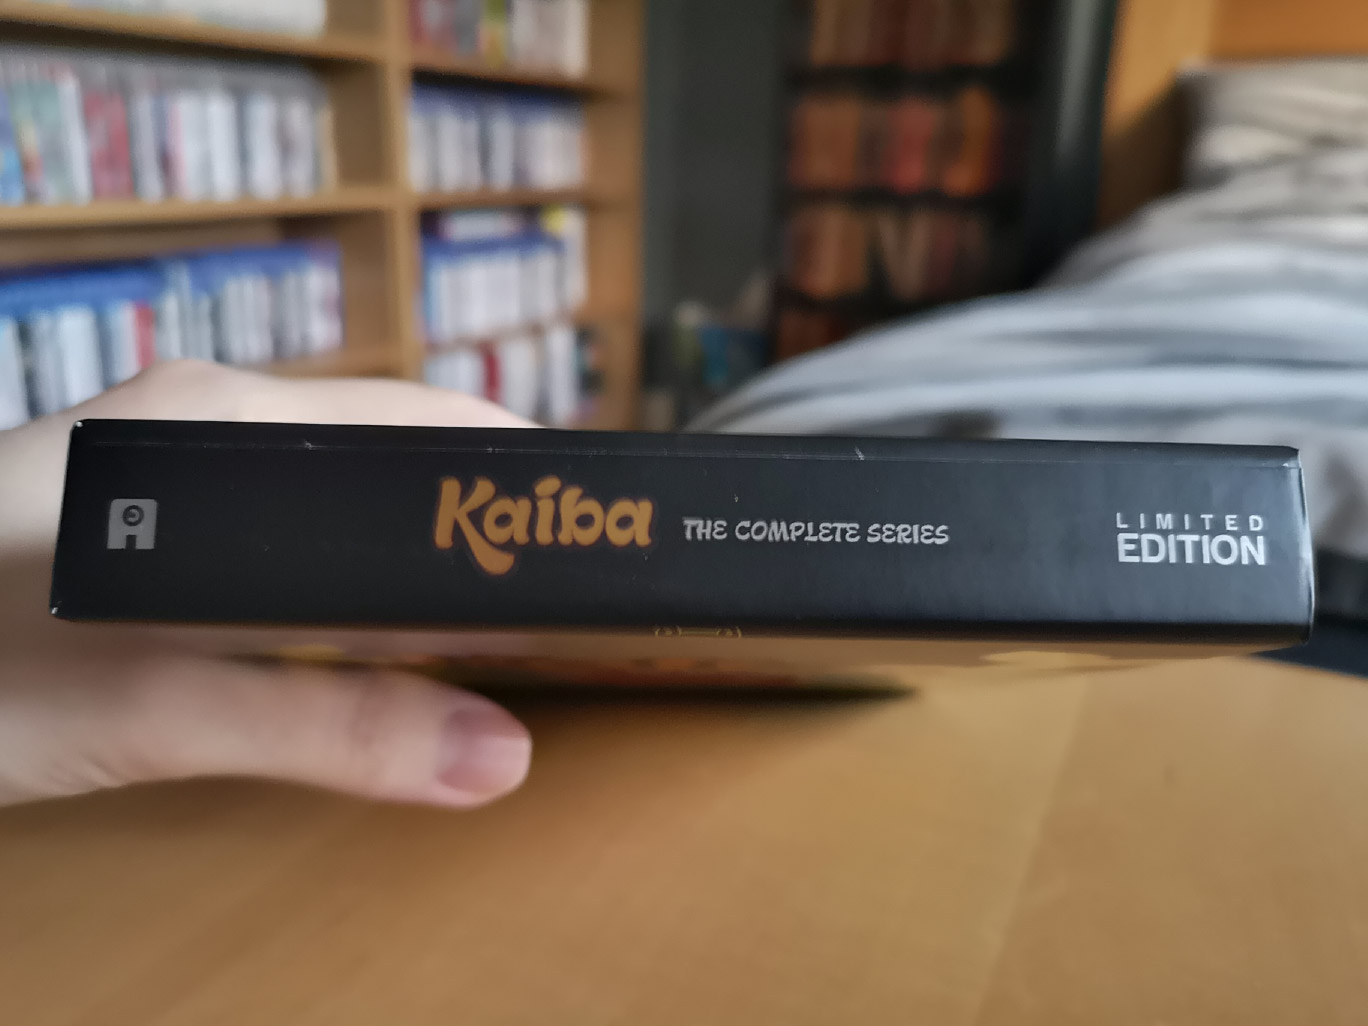 Kaiba
THE COMPLETE SERIES
LIMITED
EDITION